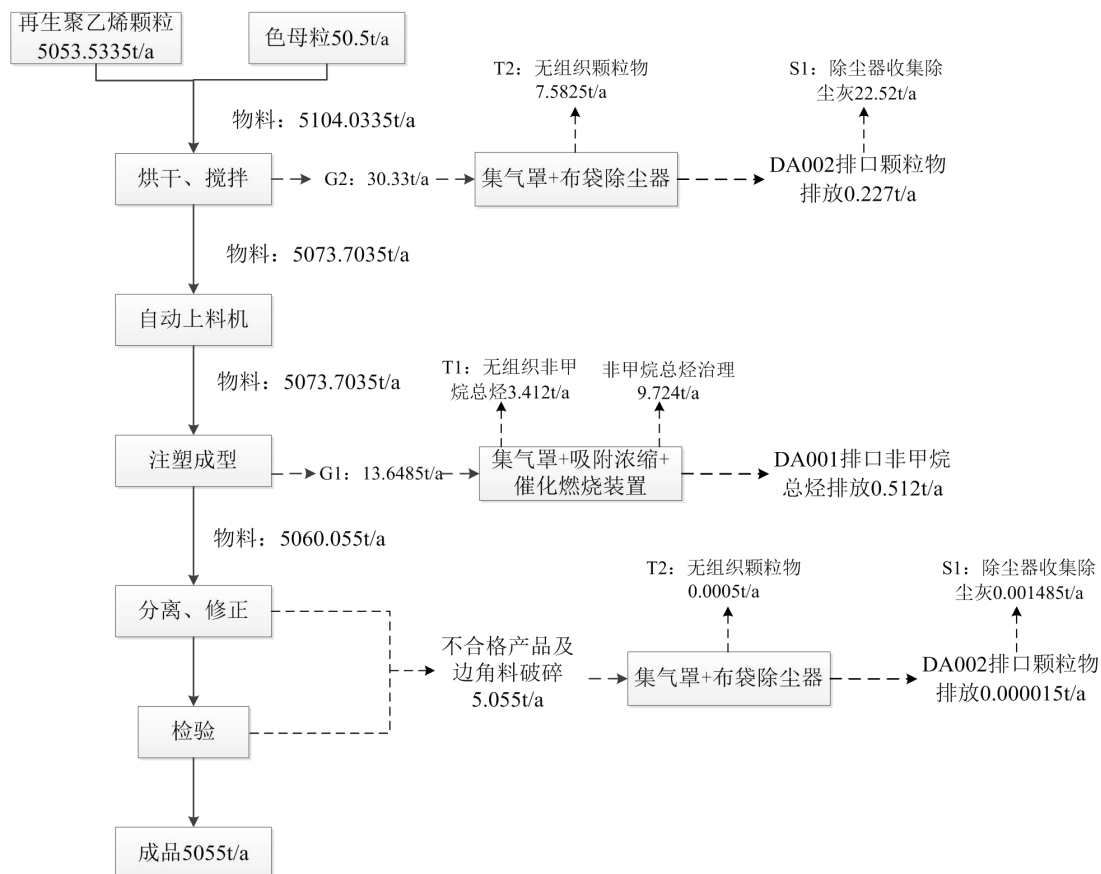 再生聚乙烯颗粒
5053.5335t/a
色母粒50.5t/a
物料：5104.0335t/a
T2：无组织颗粒物
7.5825t/a
S1：除尘器收集除
尘灰22.52t/a
烘干、搅拌
G2：30.33t/a
集气罩+布袋除尘器
DA002排口颗粒物
排放0.227t/a
物料：5073.7035t/a
自动上料机
物料：5073.7035t/a
T1：无组织非甲
烷总烃3.412t/a
非甲烷总烃治理
9.724t/a
注塑成型
G1：13.6485t/a
集气罩+吸附浓缩+
催化燃烧装置
DA001排口非甲烷
总烃排放0.512t/a
物料：5060.055t/a
T2：无组织颗粒物
0.0005t/a
S1：除尘器收集除
尘灰0.001485t/a
分离、修正
不合格产品及
边角料破碎
5.055t/a
集气罩+布袋除尘器
DA002排口颗粒物
排放0.000015t/a
检验
成品5055t/a